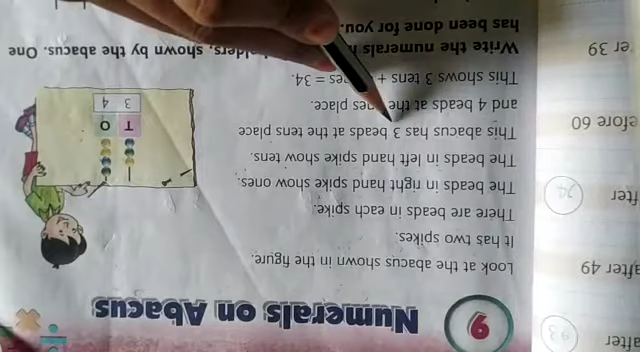 9
Numerals on Abacus
Look at the abacus shown in the figure.
It has two spikes.
There are beads in each spike.
The beads in right hand spike show ones.
The beads in left hand spike show tens.
This abacus has 3 beads at the tens place
and 4 beads at the ones place.
This shows 3 tens + = 34.
Write the numerals shown by the abacus. One
has been done for you.
T O
3 4
after 93
after 49
after 74
efore 60
er 39